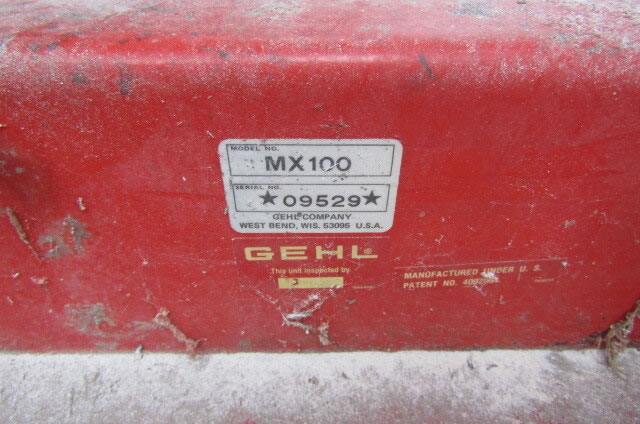 MODEL NO.
MX100
SERIAL NO.
★09529★
GEHL COMPANY
WEST BEND, WIS. 53095 U.S.A.
GEHL®
This unit inspected by
MANUFACTURED UNDER U. S.
PATENT NO.